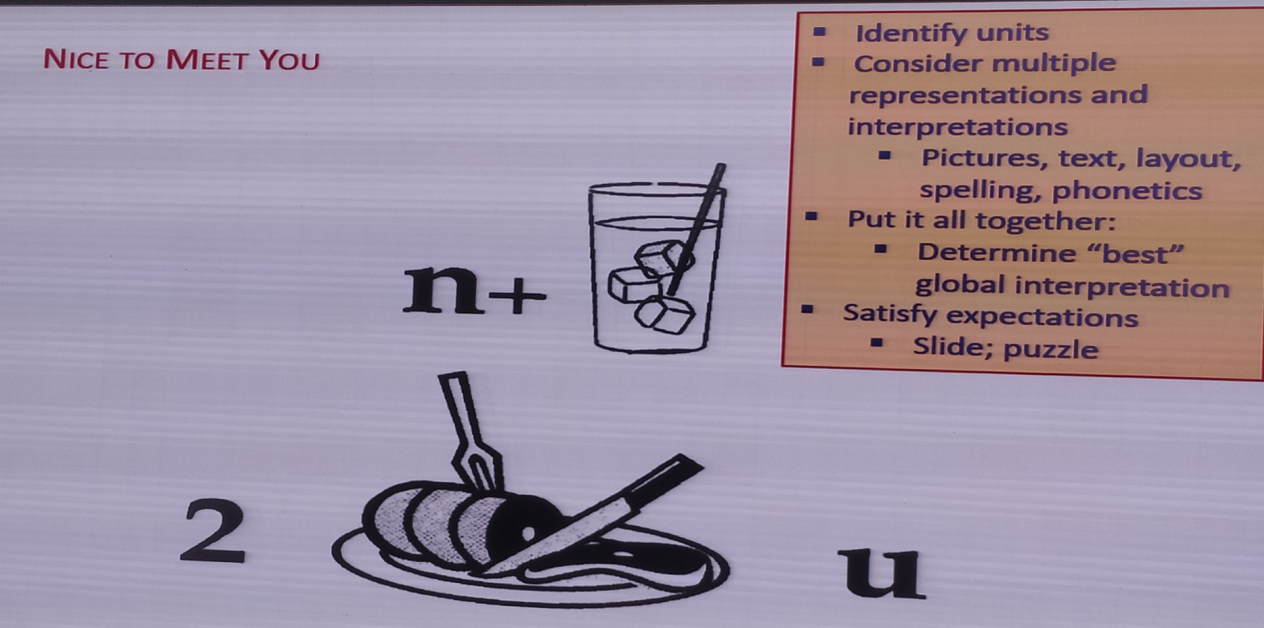 NICE TO MEET YOU
▪ Identify units
▪ Consider multiple
representations and
interpretations
▪ Pictures, text, layout,
spelling, phonetics
▪ Put it all together:
▪ Determine “best”
global interpretation
▪ Satisfy expectations
▪ Slide; puzzle
n+
2 u